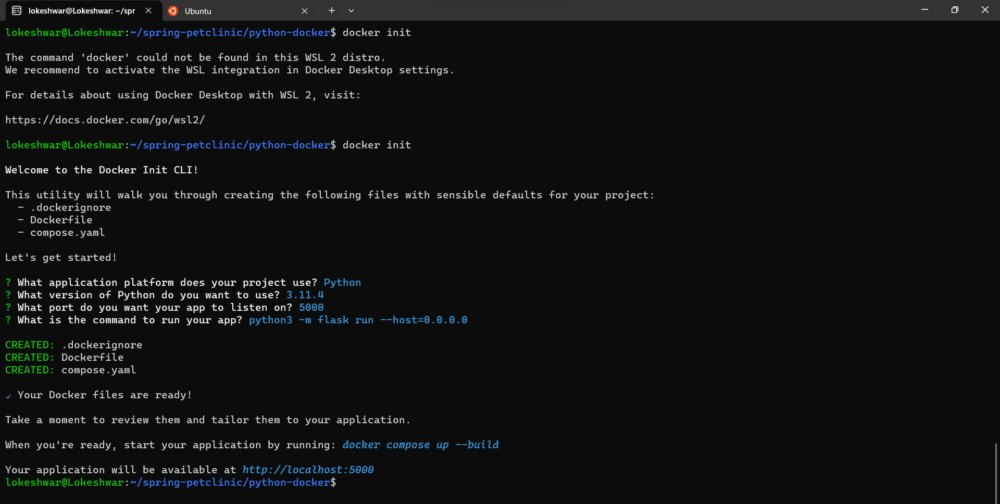 lokeshwar@Lokeshwar: ~/spr
Ubuntu
lokeshwar@Lokeshwar:~/spring-petclinic/python-docker$ docker init
The command 'docker' could not be found in this WSL 2 distro.
We recommend to activate the WSL integration in Docker Desktop settings.
For details about using Docker Desktop with WSL 2, visit:
https://docs.docker.com/go/wsl2/
lokeshwar@Lokeshwar:~/spring-petclinic/python-docker$ docker init
Welcome to the Docker Init CLI!
This utility will walk you through creating the following files with sensible defaults for your project:
- .dockerignore
- Dockerfile
- compose.yaml
Let's get started!
? What application platform does your project use? Python
? What version of Python do you want to use? 3.11.4
? What port do you want your app to listen on? 5000
? What is the command to run your app? python3 -m flask run --host=0.0.0.0
CREATED: .dockerignore
CREATED: Dockerfile
CREATED: compose.yaml
✔ Your Docker files are ready!
Take a moment to review them and tailor them to your application.
When you're ready, start your application by running: docker compose up --build
Your application will be available at http://localhost:5000
lokeshwar@Lokeshwar:~/spring-petclinic/python-docker$